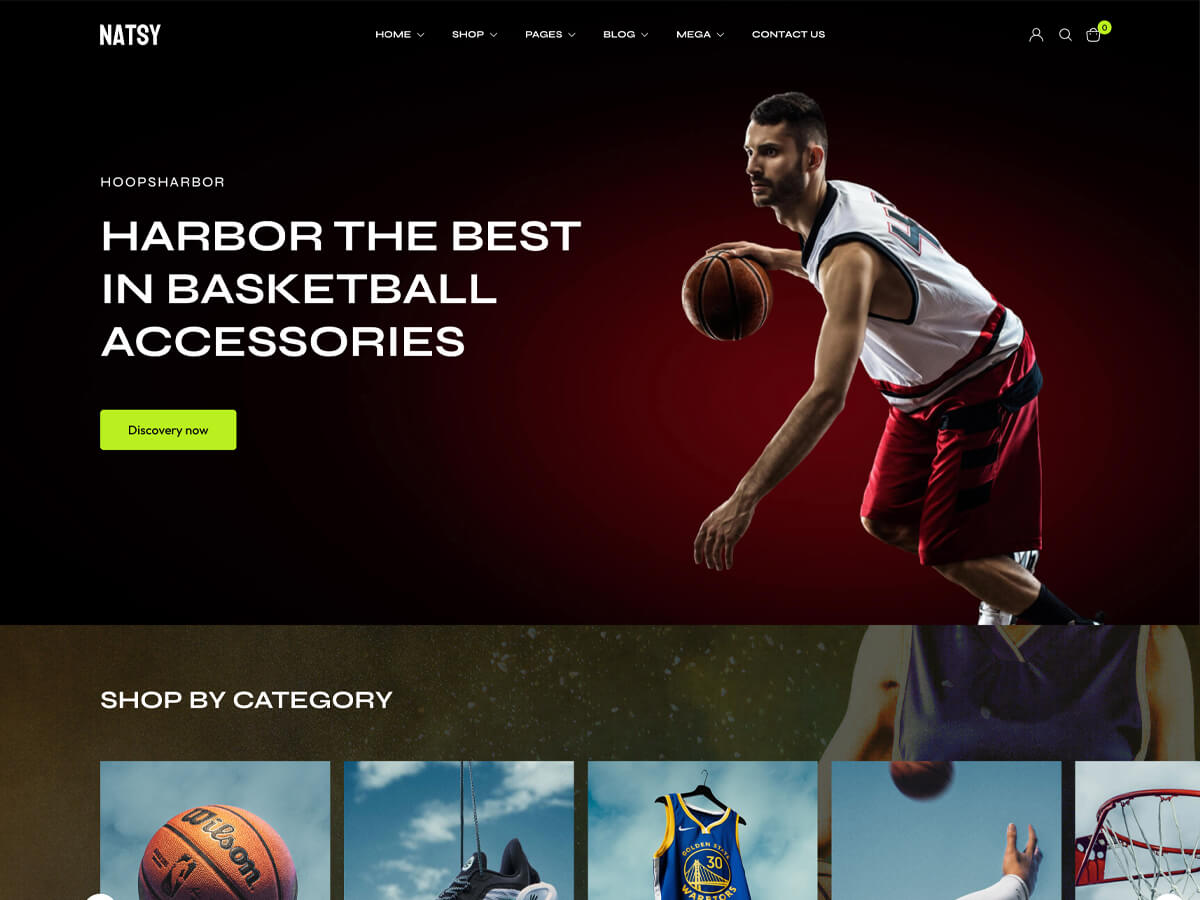 NATSY
HOME
SHOP
PAGES
BLOG
MEGA
CONTACT US
0
HOOPSHARBOR
HARBOR THE BEST
IN BASKETBALL
ACCESSORIES
Discovery now
SHOP BY CATEGORY
Wilson
GOLDEN STATE
30
WARRIORS